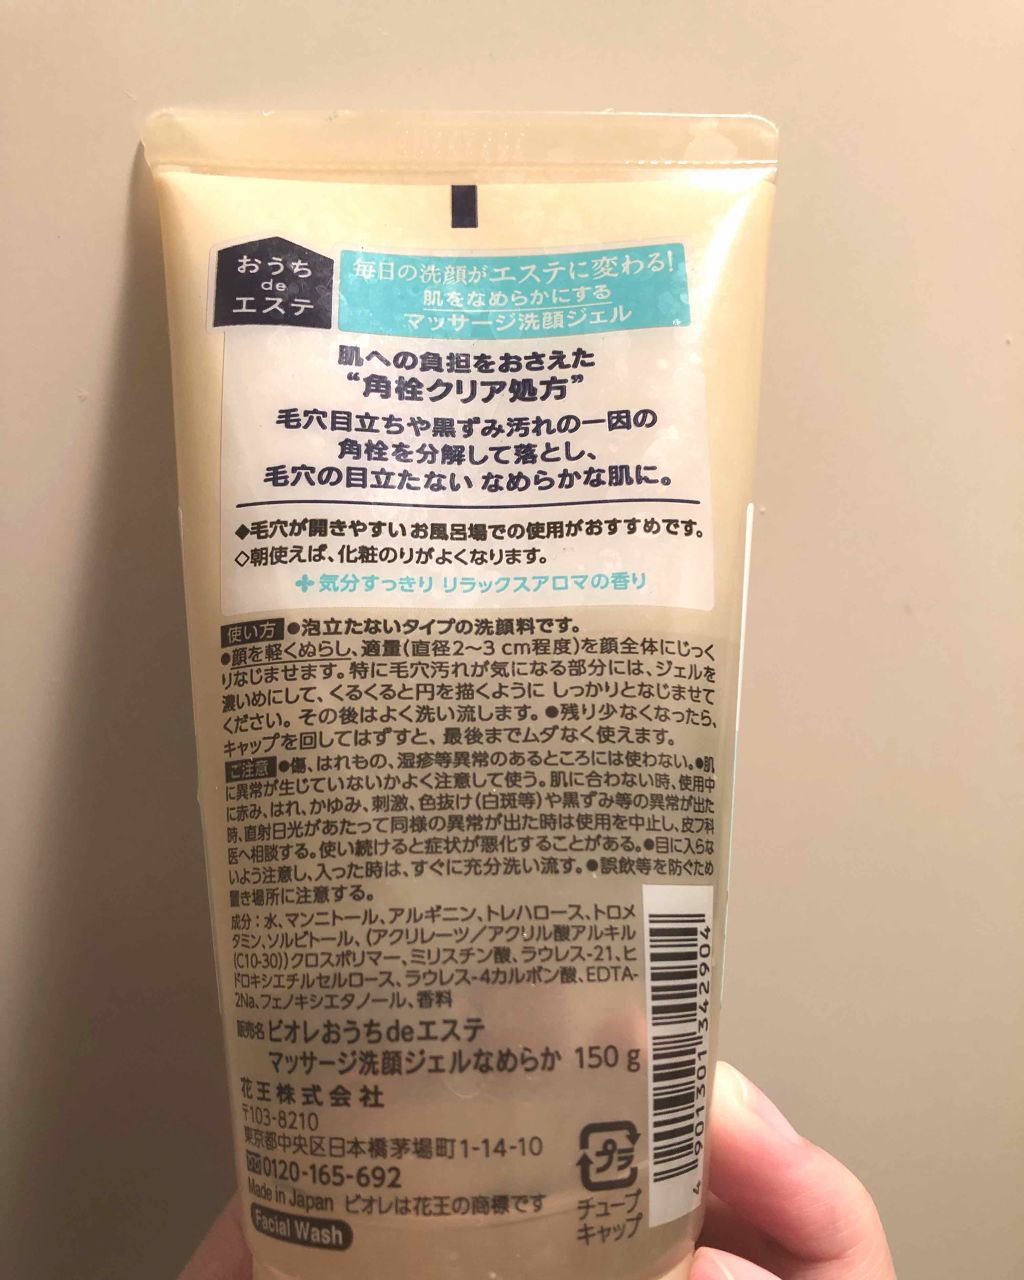 おうち
de
エステ
毎日の洗顔がエステに変わる!
肌をなめらかにする
マッサージ洗顔ジェル
肌への負担をおさえた
“角栓クリア処方”
毛穴目立ちや黒ずみ汚れの一因の
角栓を分解して落とし、
毛穴の目立たない なめらかな肌に。
◆毛穴が開きやすいお風呂場での使用がおすすめです。
◇朝使えば、化粧のりがよくなります。
✚気分すっきり リラックスアロマの香り
使い方 ●泡立たないタイプの洗顔料です。
●顔を軽くぬらし、適量(直径2〜3 cm程度)を顔全体にじっく
りなじませます。特に毛穴汚れが気になる部分には、ジェルを
濃いめにして、くるくると円を描くように しっかりとなじませて
ください。その後はよく洗い流します。●残り少なくなったら、
キャップを回してはずすと、最後までムダなく使えます。
ご注意 ●傷、はれもの、湿疹等異常のあるところには使わない。●肌
に異常が生じていないかよく注意して使う。肌に合わない時、使用中
に赤み、はれ、かゆみ、刺激、色抜け(白斑等)や黒ずみ等の異常が出た
時、直射日光があたって同様の異常が出た時は使用を中止し、皮フ科
医へ相談する。使い続けると症状が悪化することがある。●目に入らな
いよう注意し、入った時は、すぐに充分洗い流す。●誤飲等を防ぐため
置き場所に注意する。
成分:水、マンニトール、アルギニン、トレハロース、トロメ
タミン、ソルビトール、(アクリレーツ/アクリル酸アルキル
(C10-30))クロスポリマー、ミリスチン酸、ラウレス-21、ヒ
ドロキシエチルセルロース、ラウレス-4カルボン酸、EDTA-
2Na、フェノキシエタノール、香料
販売名 ビオレおうちdeエステ
マッサージ洗顔ジェルなめらか 150 g
花王株式会社
〒103-8210
東京都中央区日本橋茅場町1-14-10
0120-165-692
Made in Japan ビオレは花王の商標です
Facial Wash
プラ
チューブ
キャップ
4 901301 342904